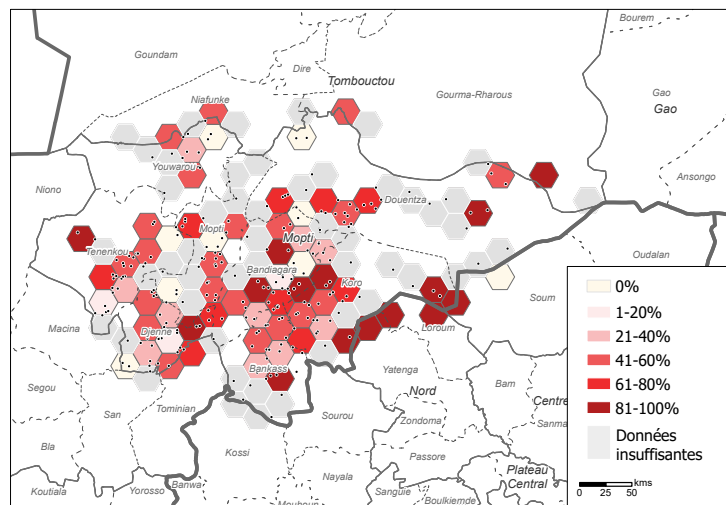 Bourem
Goundam
Dire
Tombouctou
Gourma-Rharous
Gao
Gao
Niafunke
Youwarou
Niono
Ansongo
Douentza
Mopti
Mopti
Tenenkou
Oudalan
Bandiagara
Koro
Soum
Macina
Djenne
Loroum
Bankass
Yatenga
Segou
Nord
Bam
Centre
San
Tominian
Sourou
Zondoma
Sanma
Bla
Kossi
Passore
Plateau
Central
Koutiala
Yorosso
Banwa
Nayala
Sanguie
Boulkiemde
Mouhoun
0%
1-20%
21-40%
41-60%
61-80%
81-100%
Données
insuffisantes
kms
0 25 50